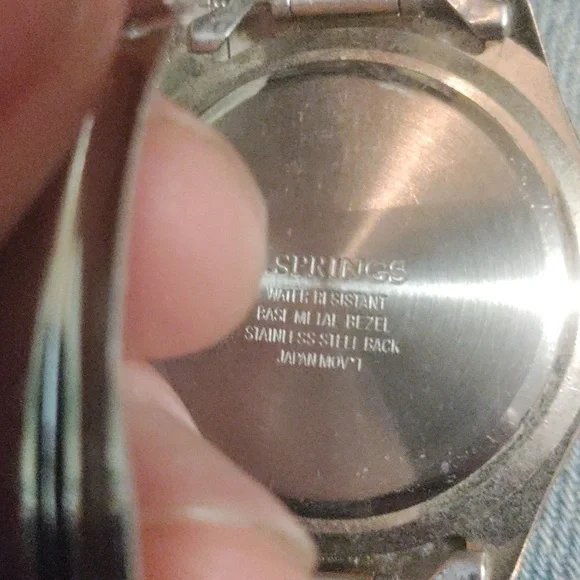 .SPRINGS
WATER RESISTANT
BASE METAL BEZEL
STAINLESS STEEL BACK
JAPAN MOV'T